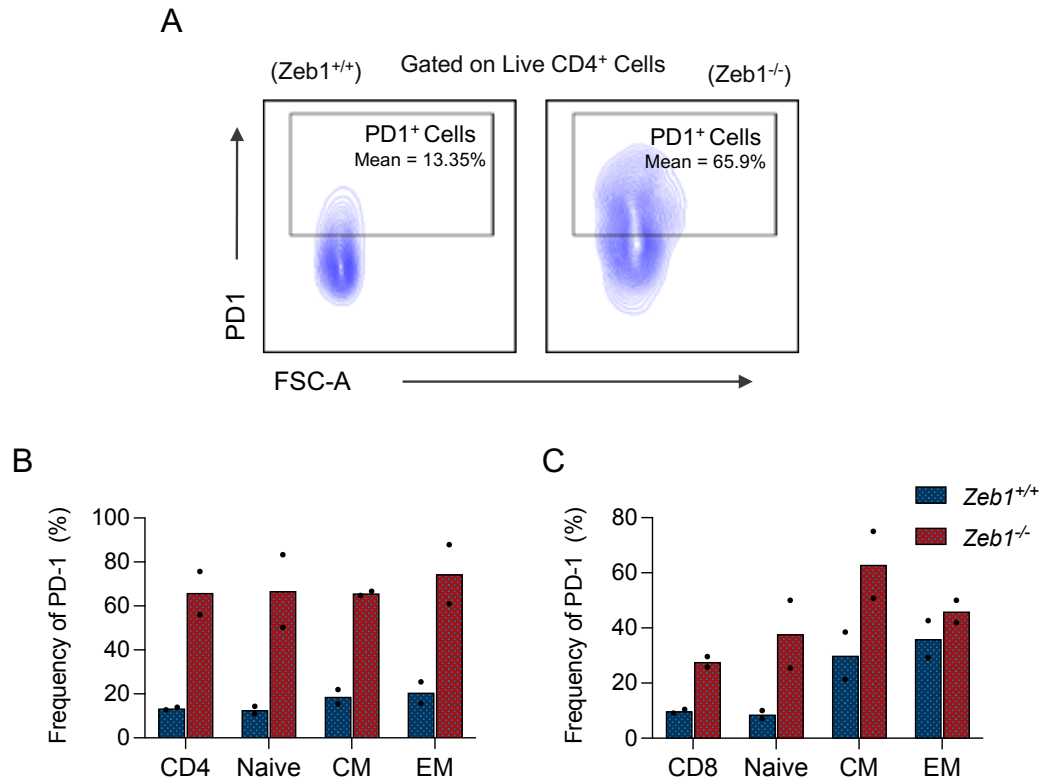 A
(Zeb1+/+) Gated on Live CD4+ Cells (Zeb1-/-)
PD1+ Cells
Mean = 13.35%
PD1+ Cells
Mean = 65.9%
PD1
FSC-A
B
Frequency of PD-1 (%)
100
80
60
40
20
0
CD4 Naive CM EM
C
Zeb1+/+
Zeb1-/-
Frequency of PD-1 (%)
80
60
40
20
0
CD8 Naive CM EM